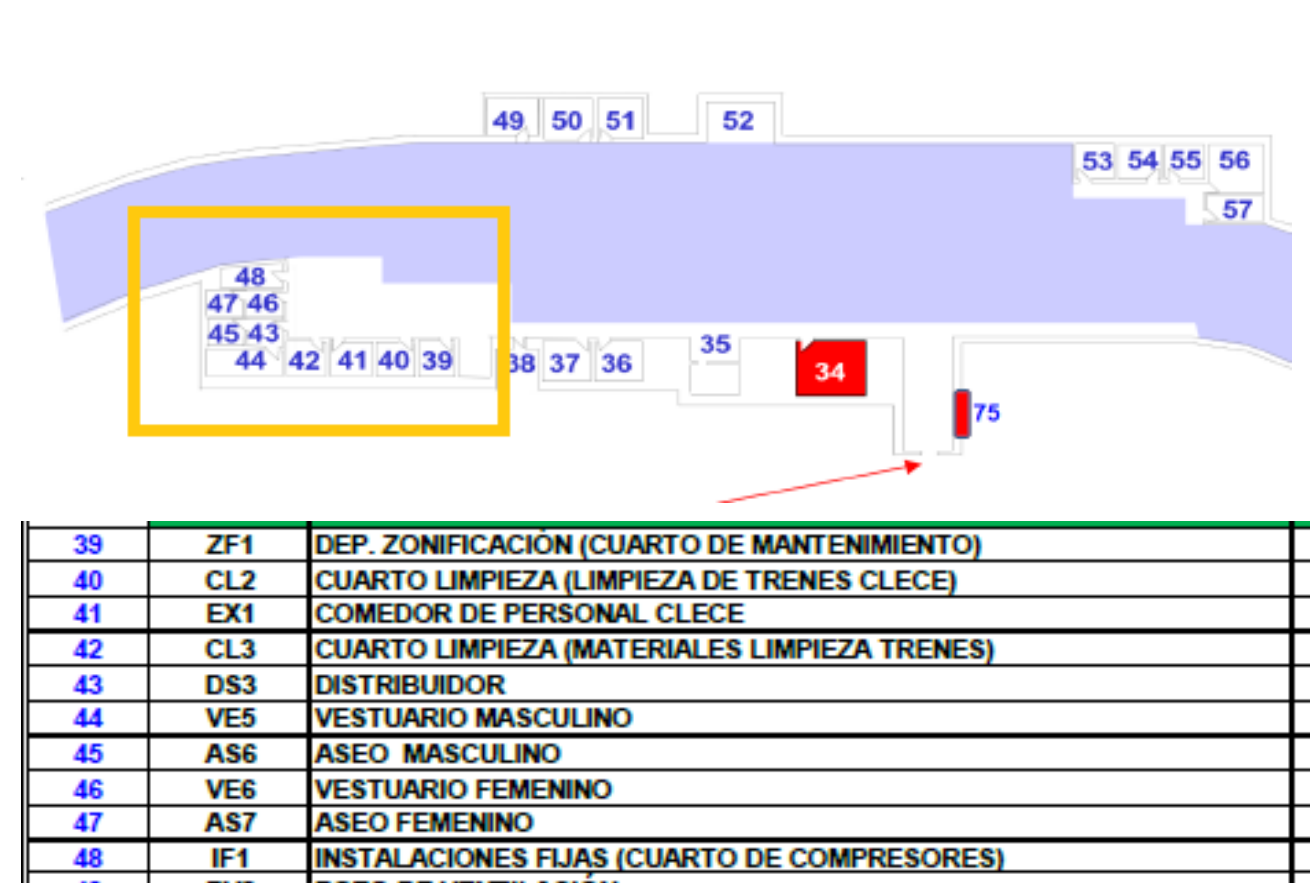 49 50 51 52
53 54 55 56
57
48
47 46
45 43
44 42 41 40 39 38 37 36 35 34
75
39 ZF1 DEP. ZONIFICACIÓN (CUARTO DE MANTENIMIENTO)
40 CL2 CUARTO LIMPIEZA (LIMPIEZA DE TRENES CLECE)
41 EX1 COMEDOR DE PERSONAL CLECE
42 CL3 CUARTO LIMPIEZA (MATERIALES LIMPIEZA TRENES)
43 DS3 DISTRIBUIDOR
44 VE5 VESTUARIO MASCULINO
45 AS6 ASEO MASCULINO
46 VE6 VESTUARIO FEMENINO
47 AS7 ASEO FEMENINO
48 IF1 INSTALACIONES FIJAS (CUARTO DE COMPRESORES)